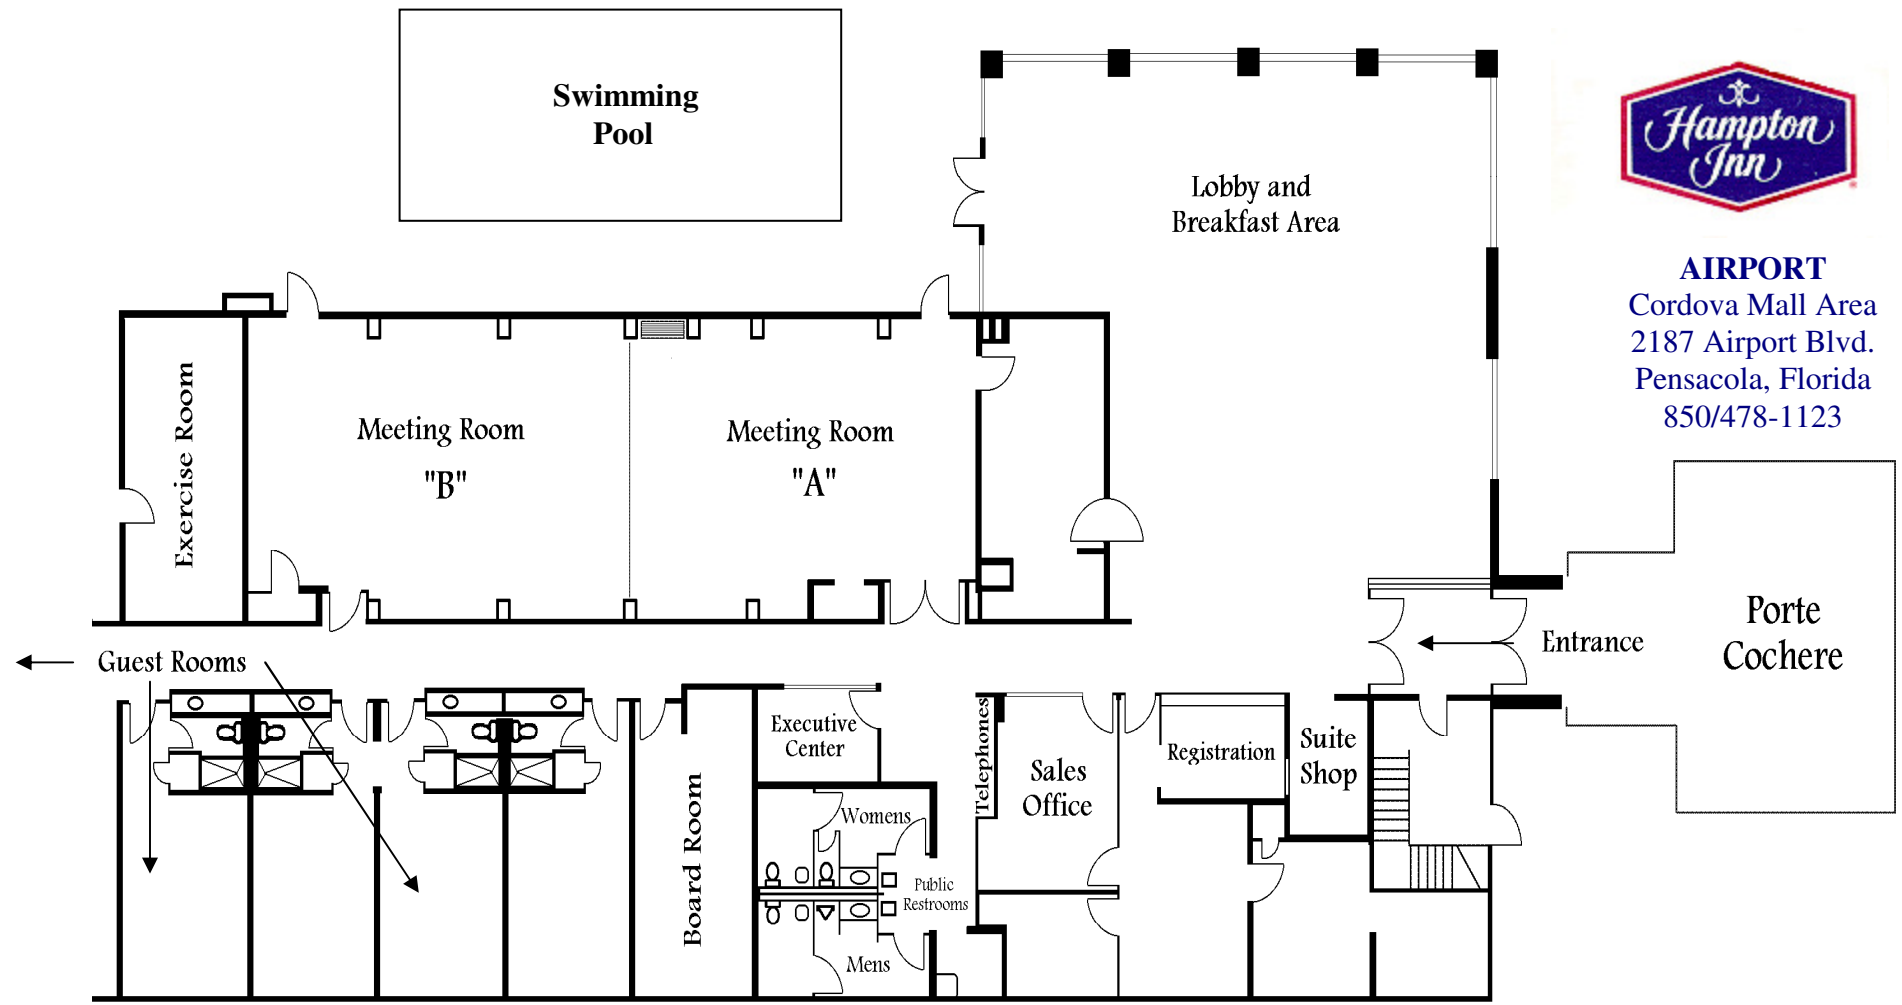 Swimming
Pool
Hampton
Inn
Lobby and
Breakfast Area
AIRPORT
Cordova Mall Area
2187 Airport Blvd.
Pensacola, Florida
850/478-1123
Exercise Room
Meeting Room
"B"
Meeting Room
"A"
Porte
Cochere
Entrance
Guest Rooms
Executive
Center
Telephones
Sales
Office
Registration
Suite
Shop
Board Room
Womens
Public
Restrooms
Mens